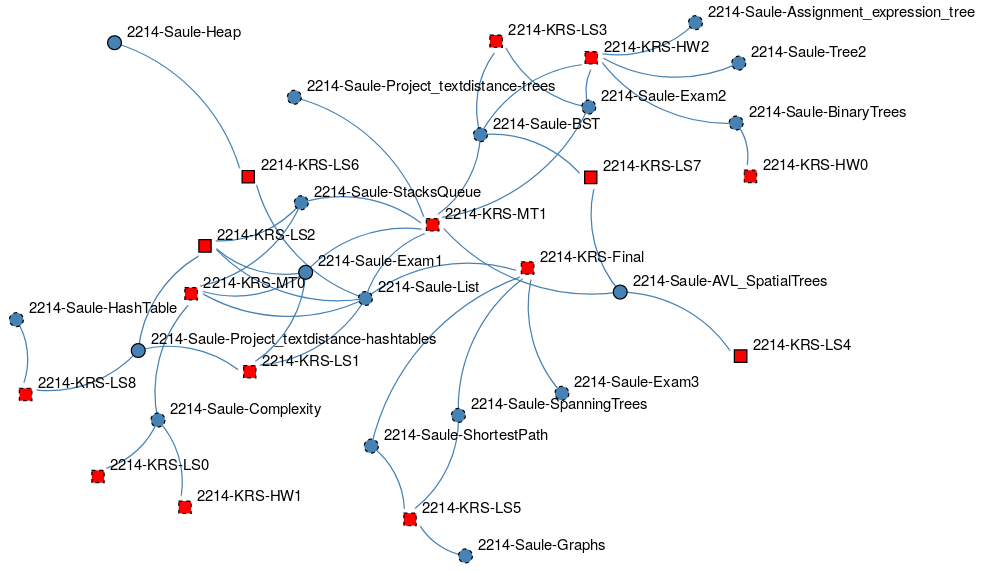 2214-Saule-Assignment_expression_tree
2214-Saule-Heap
2214-KRS-LS3
2214-KRS-HW2
2214-Saule-Tree2
2214-Saule-Project_textdistance-trees
2214-Saule-Exam2
2214-Saule-BinaryTrees
2214-Saule-BST
2214-KRS-LS6
2214-KRS-LS7
2214-KRS-HW0
2214-Saule-StacksQueue
2214-KRS-MT1
2214-KRS-LS2
2214-Saule-Exam1
2214-KRS-Final
2214-KRS-MT0
2214-Saule-List
2214-Saule-AVL_SpatialTrees
2214-Saule-HashTable
2214-Saule-Project_textdistance-hashtables
2214-KRS-LS4
2214-KRS-LS1
2214-KRS-LS8
2214-Saule-Exam3
2214-Saule-SpanningTrees
2214-Saule-Complexity
2214-Saule-ShortestPath
2214-KRS-LS0
2214-KRS-HW1
2214-KRS-LS5
2214-Saule-Graphs